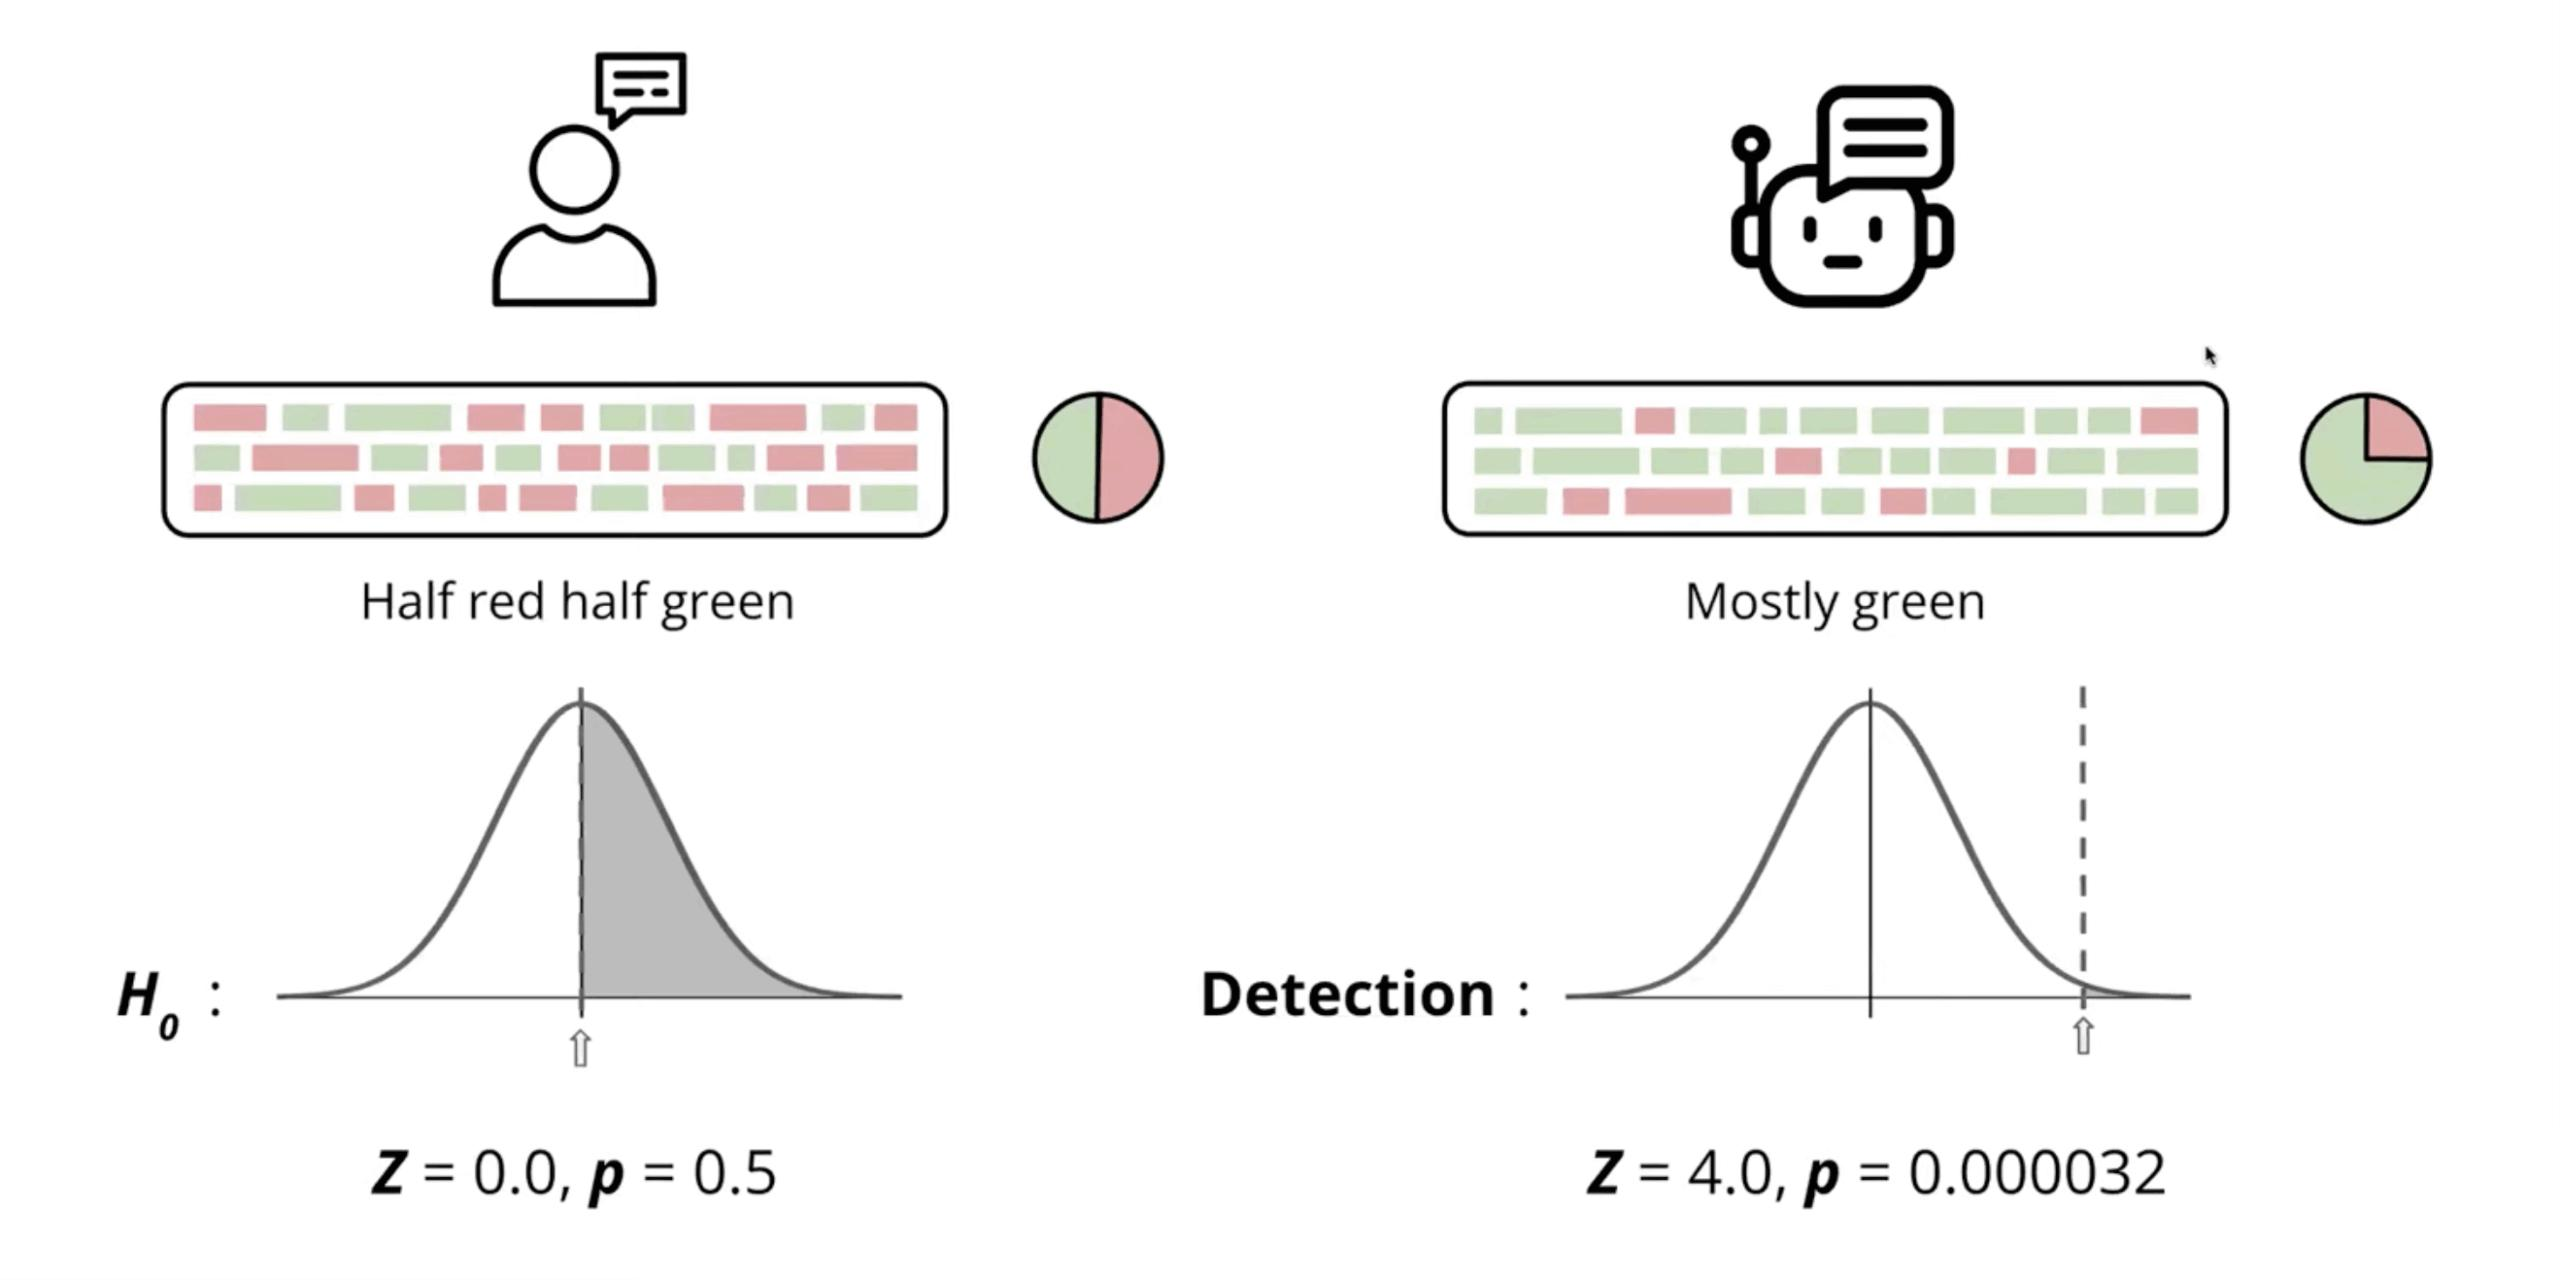 Half red half green
Mostly green
H₀ :
Detection :
Z = 0.0, p = 0.5
Z = 4.0, p = 0.000032